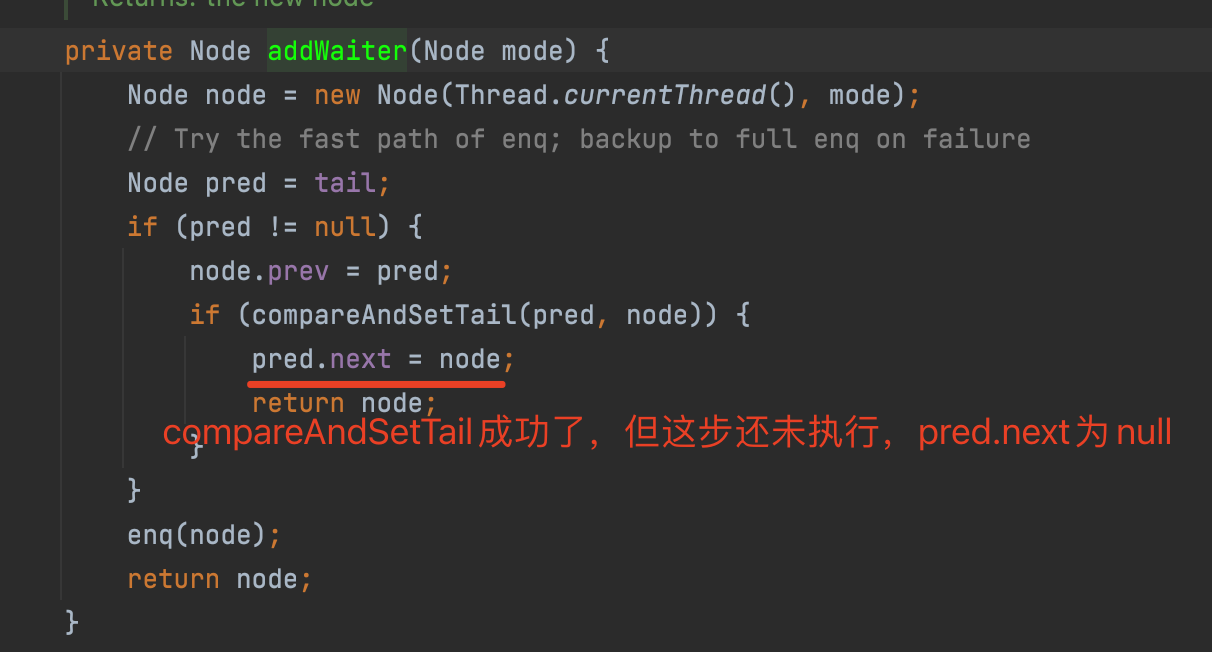 Returns: the new node
private Node addWaiter(Node mode) {
Node node = new Node(Thread.currentThread(), mode);
// Try the fast path of enq; backup to full enq on failure
Node pred = tail;
if (pred != null) {
node.prev = pred;
if (compareAndSetTail(pred, node)) {
pred.next = node;
return node;
compareAndSetTail成功了，但这步还未执行，pred.next为null
}
}
enq(node);
return node;
}